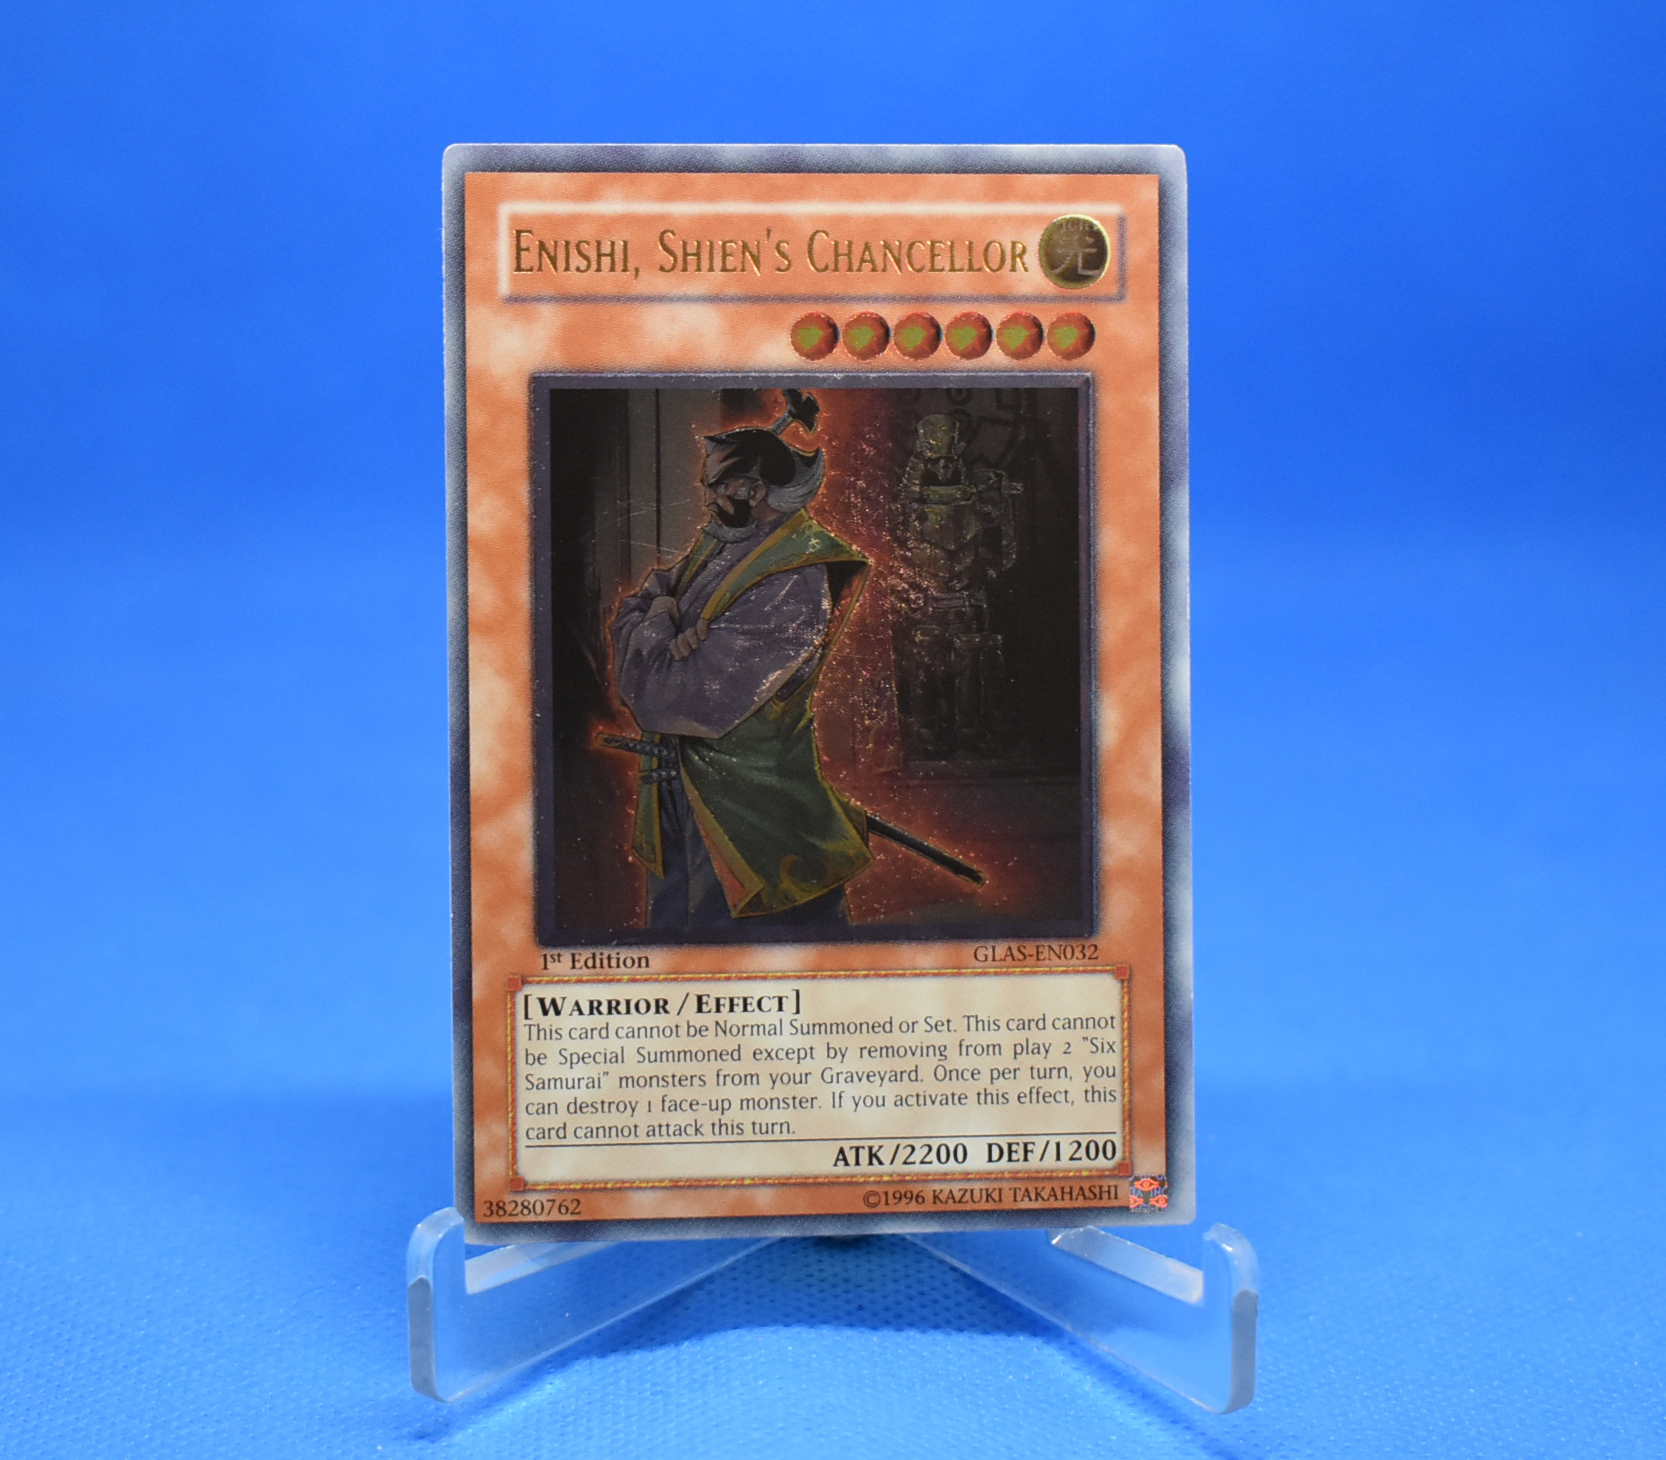 ENISHI, SHIEN'S CHANCELLOR
LIGHT
光
1st Edition
GLAS-EN032
[WARRIOR/EFFECT]
This card cannot be Normal Summoned or Set. This card cannot
be Special Summoned except by removing from play 2 "Six
Samurai" monsters from your Graveyard. Once per turn, you
can destroy 1 face-up monster. If you activate this effect, this
card cannot attack this turn.
ATK/2200 DEF/1200
38280762
©1996 KAZUKI TAKAHASHI